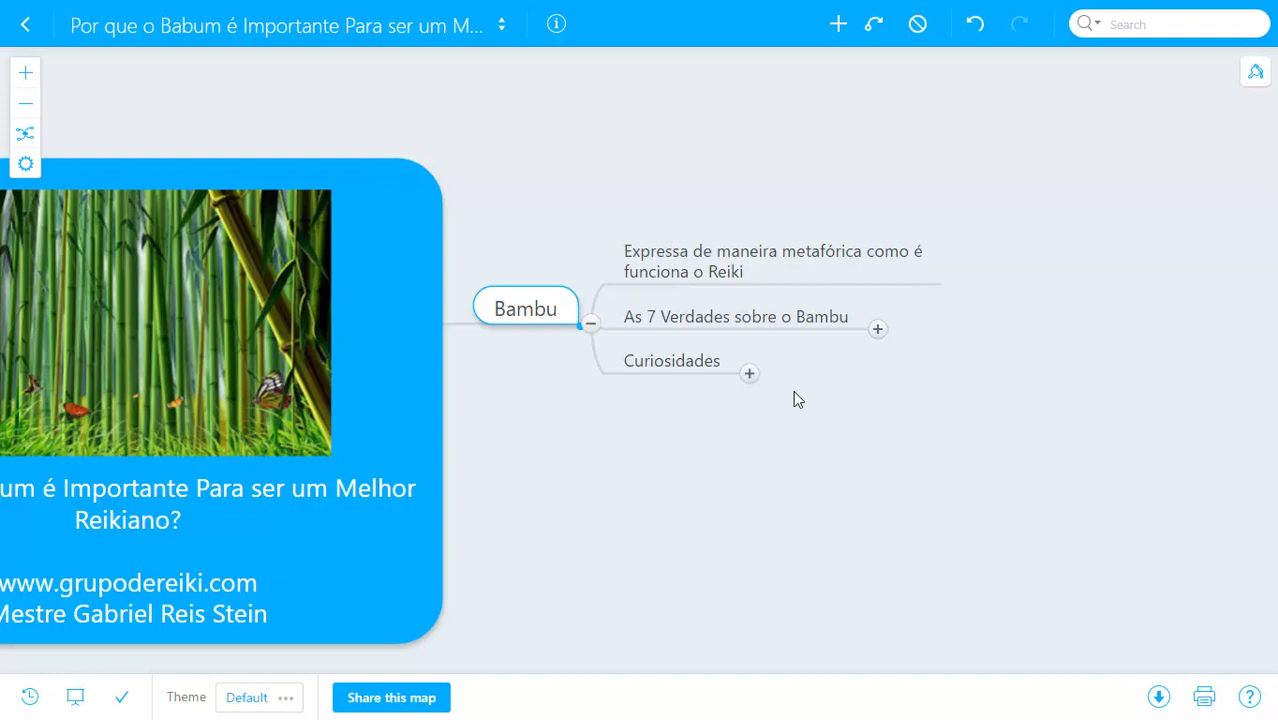 Por que o Babum é Importante Para ser um M...
Search
Expressa de maneira metafórica como é
funciona o Reiki
Bambu
As 7 Verdades sobre o Bambu
Curiosidades
um é Importante Para ser um Melhor
Reikiano?
www.grupodereiki.com
Mestre Gabriel Reis Stein
Theme
Default
Share this map